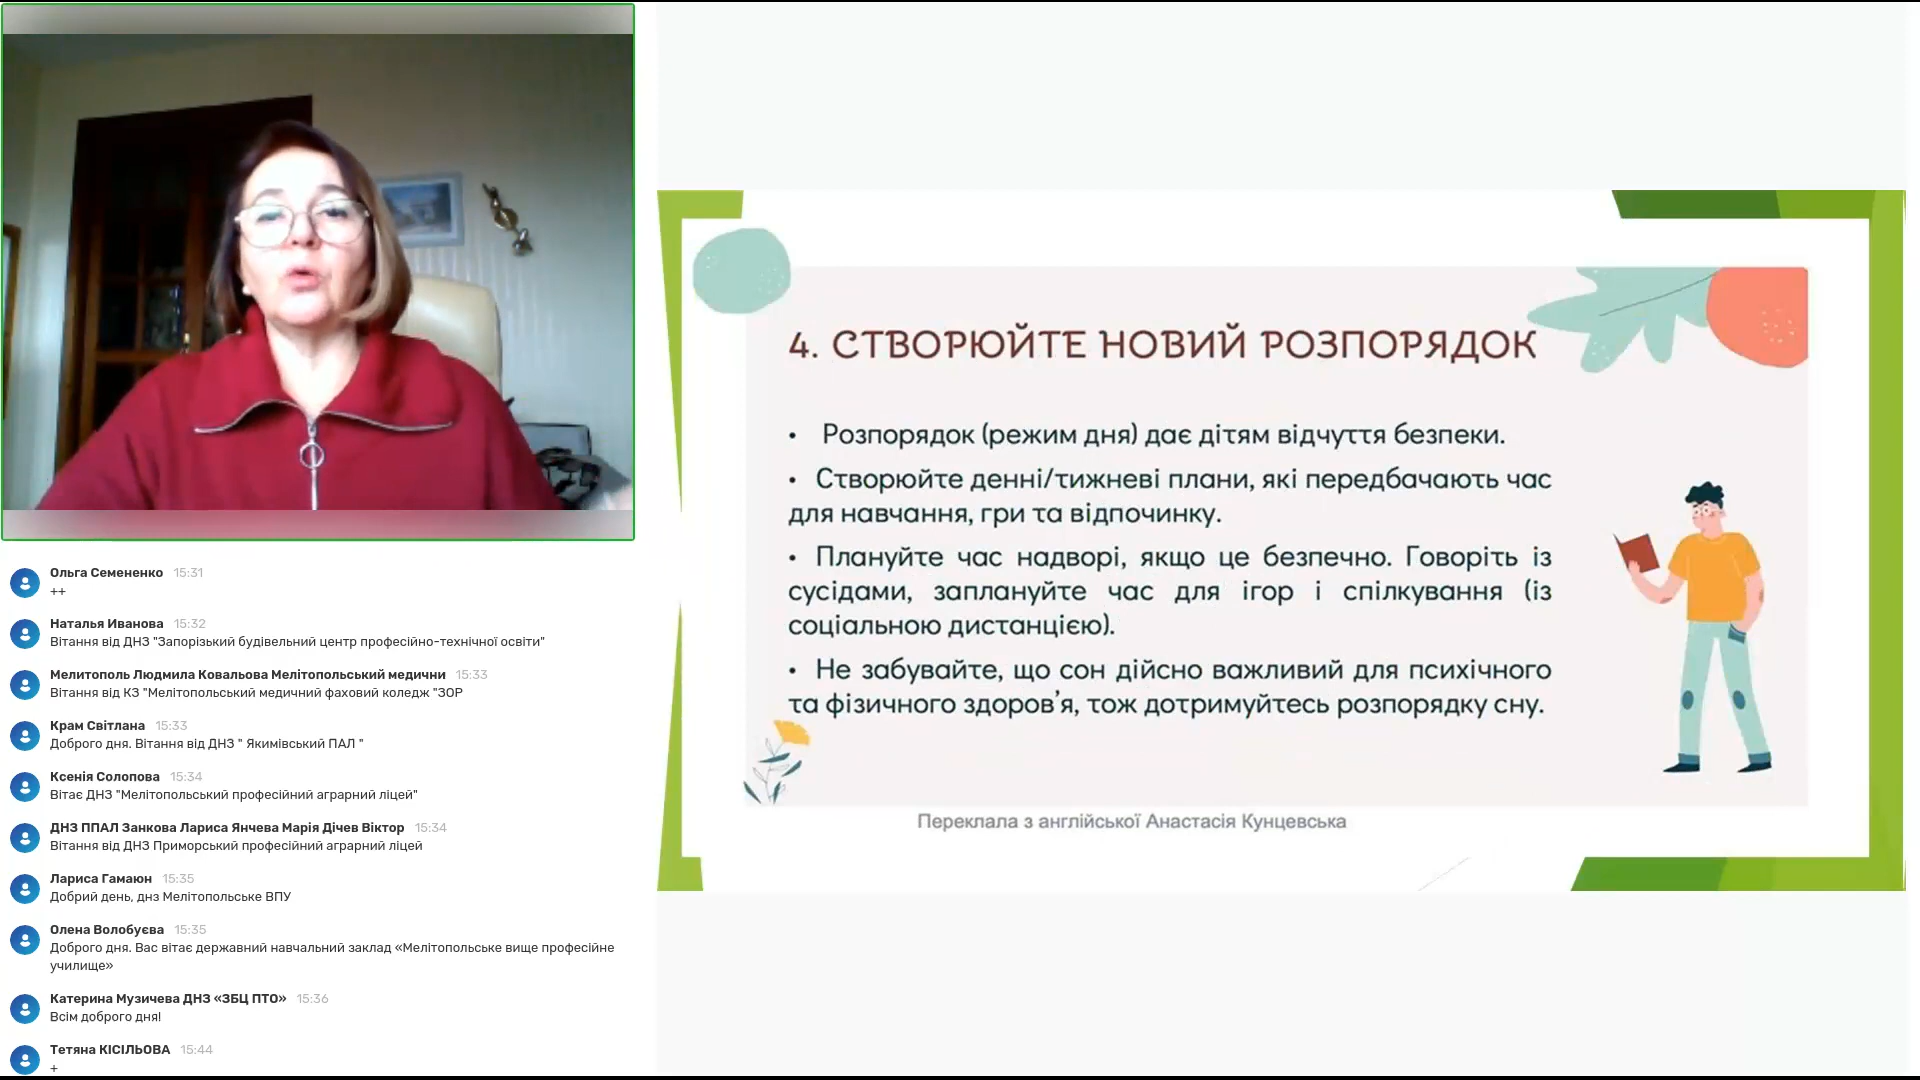 Ольга Семененко 15:31
++
Наталья Иванова 15:32
Вітання від ДНЗ "Запорізький будівельний центр професійно-технічної освіти"
Мелитополь Людмила Ковальова Мелітопольський медични 15:33
Вітання від КЗ "Мелітопольський медичний фаховий коледж "ЗОР
Крам Світлана 15:33
Доброго дня. Вітання від ДНЗ " Якимівський ПАЛ "
Ксенія Солопова 15:34
Вітає ДНЗ "Мелітопольський професійний аграрний ліцей"
ДНЗ ППАЛ Занкова Лариса Янчева Марія Дічев Віктор 15:34
Вітання від ДНЗ Приморський професійний аграрний ліцей
Лариса Гамаюн 15:35
Добрий день, днз Мелітопольське ВПУ
Олена Волобуєва 15:35
Доброго дня. Вас вітає державний навчальний заклад «Мелітопольське вище професійне
училище»
Катерина Музичева ДНЗ «ЗБЦ ПТО» 15:36
Всім доброго дня!
Тетяна КІСІЛЬОВА 15:44
+
4. СТВОРЮЙТЕ НОВИЙ РОЗПОРЯДОК
• Розпорядок (режим дня) дає дітям відчуття безпеки.
• Створюйте денні/тижневі плани, які передбачають час
для навчання, гри та відпочинку.
• Плануйте час надворі, якщо це безпечно. Говоріть із
сусідами, заплануйте час для ігор і спілкування (із
соціальною дистанцією).
• Не забувайте, що сон дійсно важливий для психічного
та фізичного здоров’я, тож дотримуйтесь розпорядку сну.
Переклала з англійської Анастасія Кунцевська